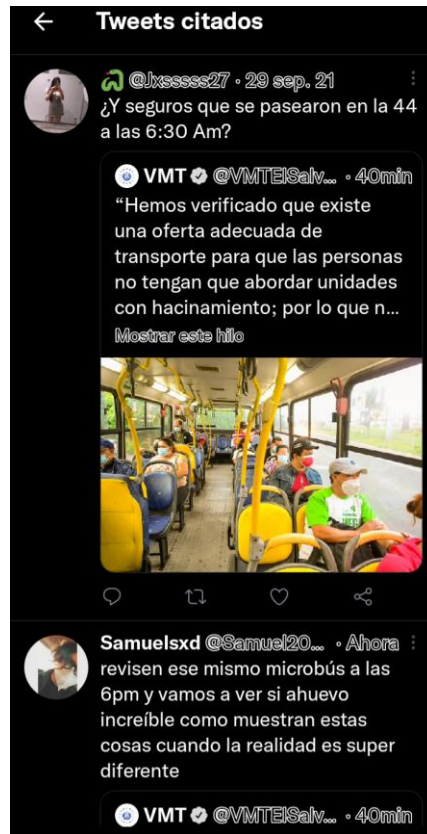 Tweets citados
@Jxsssss27 · 29 sep. 21
¿Y seguros que se pasearon en la 44
a las 6:30 Am?
VMT @VMTElSalv... · 40min
“Hemos verificado que existe
una oferta adecuada de
transporte para que las personas
no tengan que abordar unidades
con hacinamiento; por lo que n...
Mostrar este hilo
Samuelsxd @Samuel20... · Ahora
revisen ese mismo microbús a las
6pm y vamos a ver si ahuevo
increíble como muestran estas
cosas cuando la realidad es super
diferente
VMT @VMTElSalv... · 40min